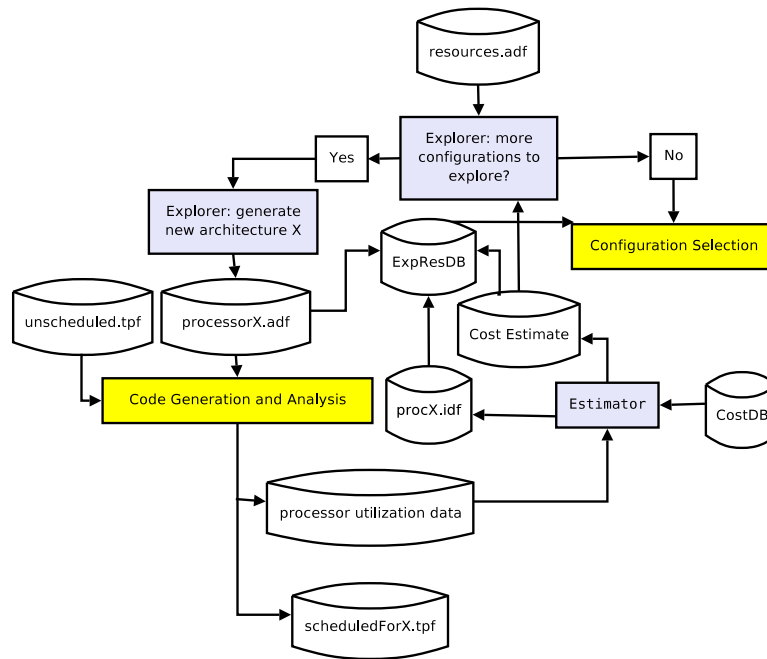 resources.adf
Explorer: more
configurations to
explore?
Yes
No
Explorer: generate
new architecture X
ExpResDB
Configuration Selection
unscheduled.tpf
processorX.adf
Cost Estimate
Code Generation and Analysis
procX.idf
Estimator
CostDB
processor utilization data
scheduledForX.tpf